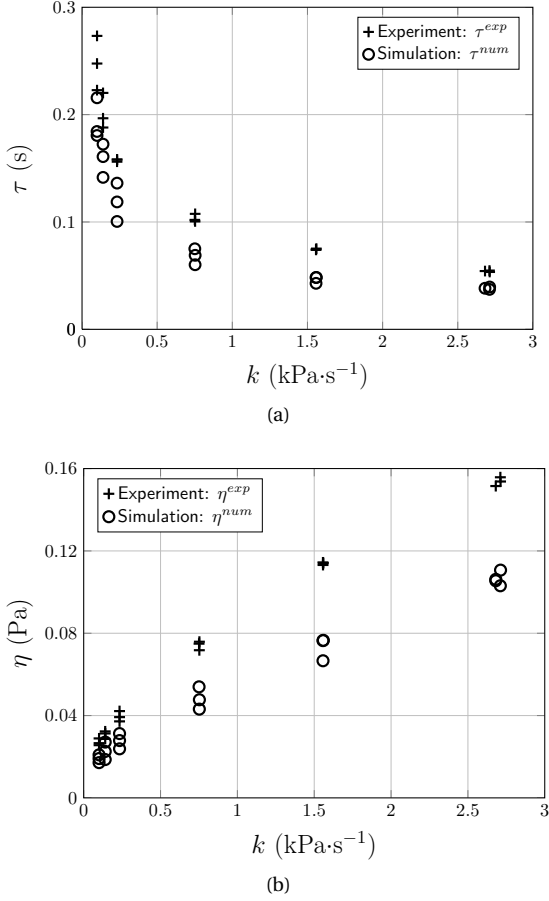 0.3
0.2
0.1
0
τ (s)
+ Experiment: τ^exp
Simulation: τ^num
0 0.5 1 1.5 2 2.5 3
k (kPa·s⁻¹)
(a)
0.16
0.12
0.08
0.04
0
η (Pa)
+ Experiment: η^exp
Simulation: η^num
0 0.5 1 1.5 2 2.5 3
k (kPa·s⁻¹)
(b)